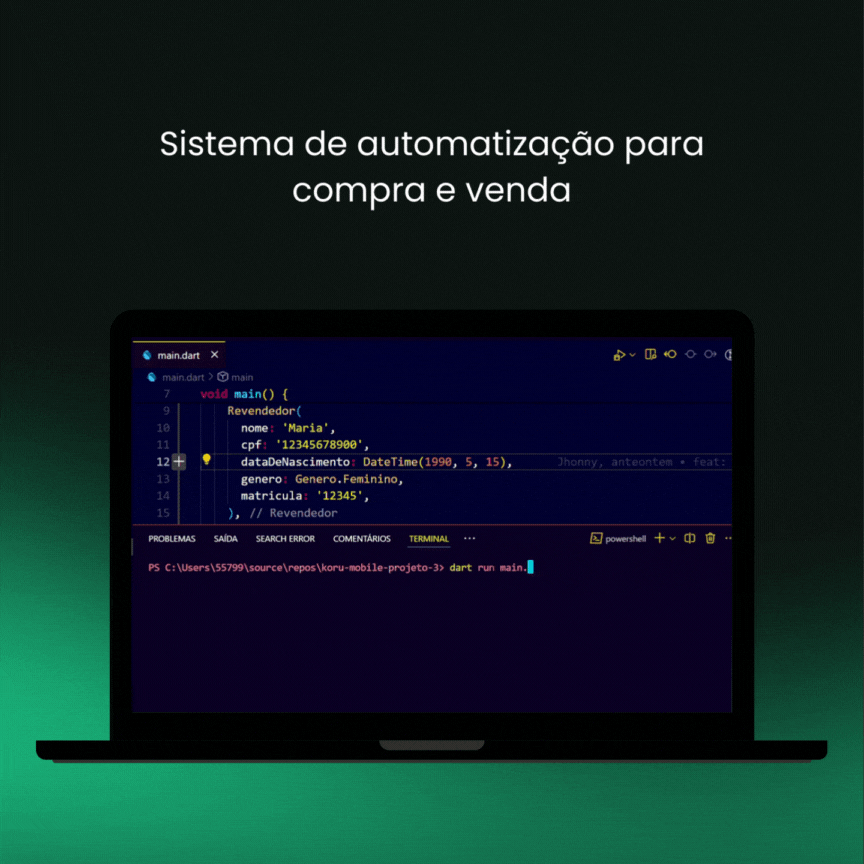 Sistema de automatização para
compra e venda
main.dart
main.dart > main
7 void main() {
9 Revendedor(
10 nome: 'Maria',
11 cpf: '12345678900',
12 dataDeNascimento: DateTime(1990, 5, 15), Jhonny, anteontem • feat:
13 genero: Genero.Feminino,
14 matricula: '12345',
15 ), // Revendedor
PROBLEMAS SAÍDA SEARCH ERROR COMENTÁRIOS TERMINAL ... powershell
PS C:\Users\55799\source\repos\koru-mobile-projeto-3> dart run main.